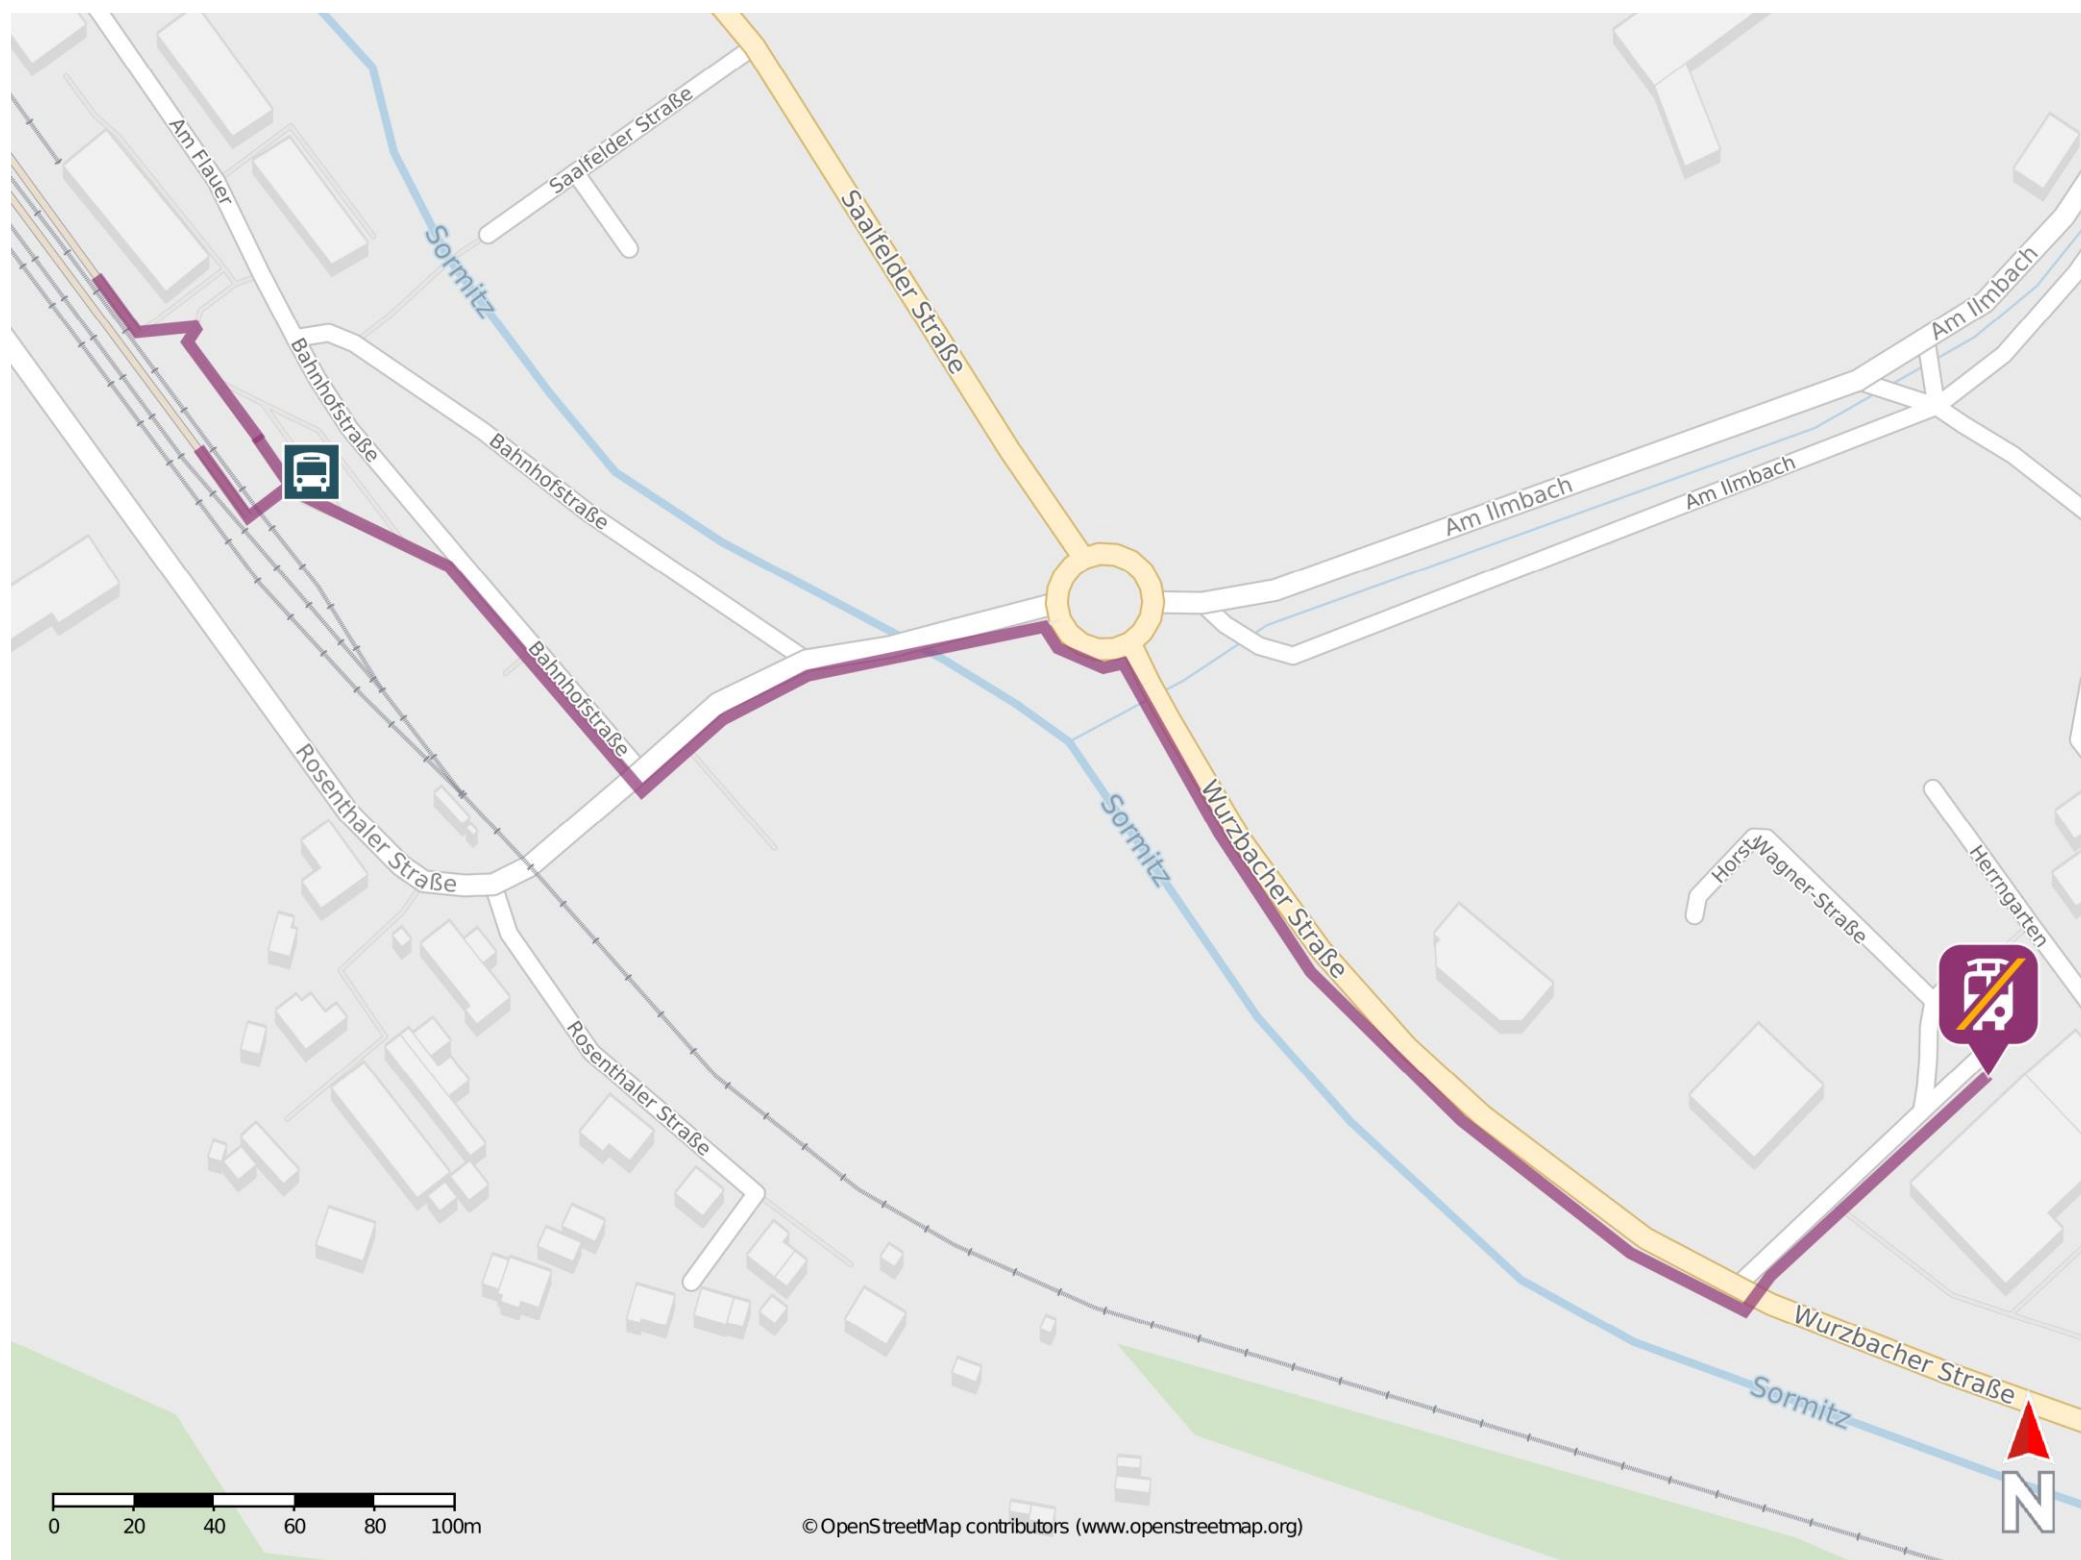 Am Flauer
Saalfelder Straße
Sormitz
Saalfelder Straße
Am Ilmbach
Bahnhofstraße
Bahnhofstraße
Am Ilmbach
Am Ilmbach
Bahnhofstraße
Rosenthaler Straße
Sormitz
Wurzbacher Straße
Horst-Wagner-Straße
Herrngarten
Rosenthaler Straße
Wurzbacher Straße
Sormitz
N
0 20 40 60 80 100m
© OpenStreetMap contributors (www.openstreetmap.org)